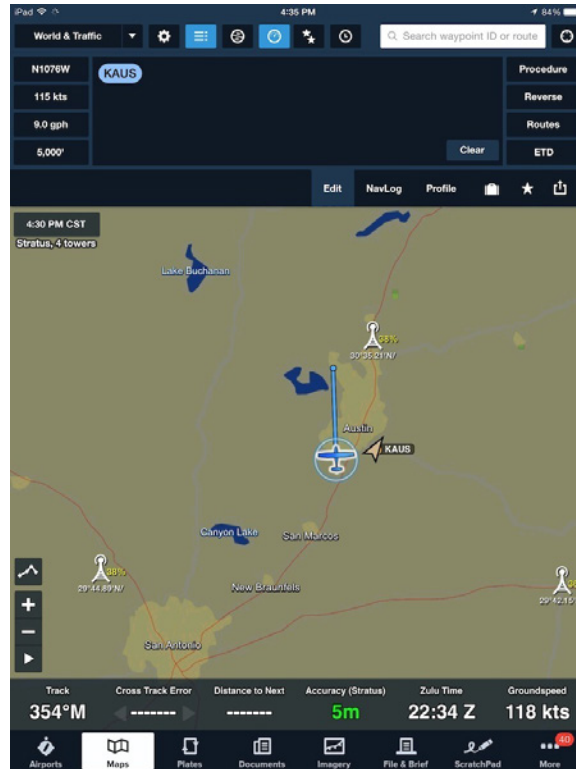 iPad
4:35 PM
84%
World & Traffic
Search waypoint ID or route
N1076W
KAUS
Procedure
115 kts
Reverse
9.0 gph
Routes
5,000'
Clear
ETD
Edit
NavLog
Profile
4:30 PM CST
Stratus, 4 towers
Lake Buchanan
38%
30°35.21'N/
Austin
KAUS
Canyon Lake
San Marcos
38%
29°44.89'N/
New Braunfels
29°42.15'
San Antonio
Track
Cross Track Error
Distance to Next
Accuracy (Stratus)
Zulu Time
Groundspeed
354°M
-------
-------
5m
22:34 Z
118 kts
40
Airports
Maps
Plates
Documents
Imagery
File & Brief
ScratchPad
More